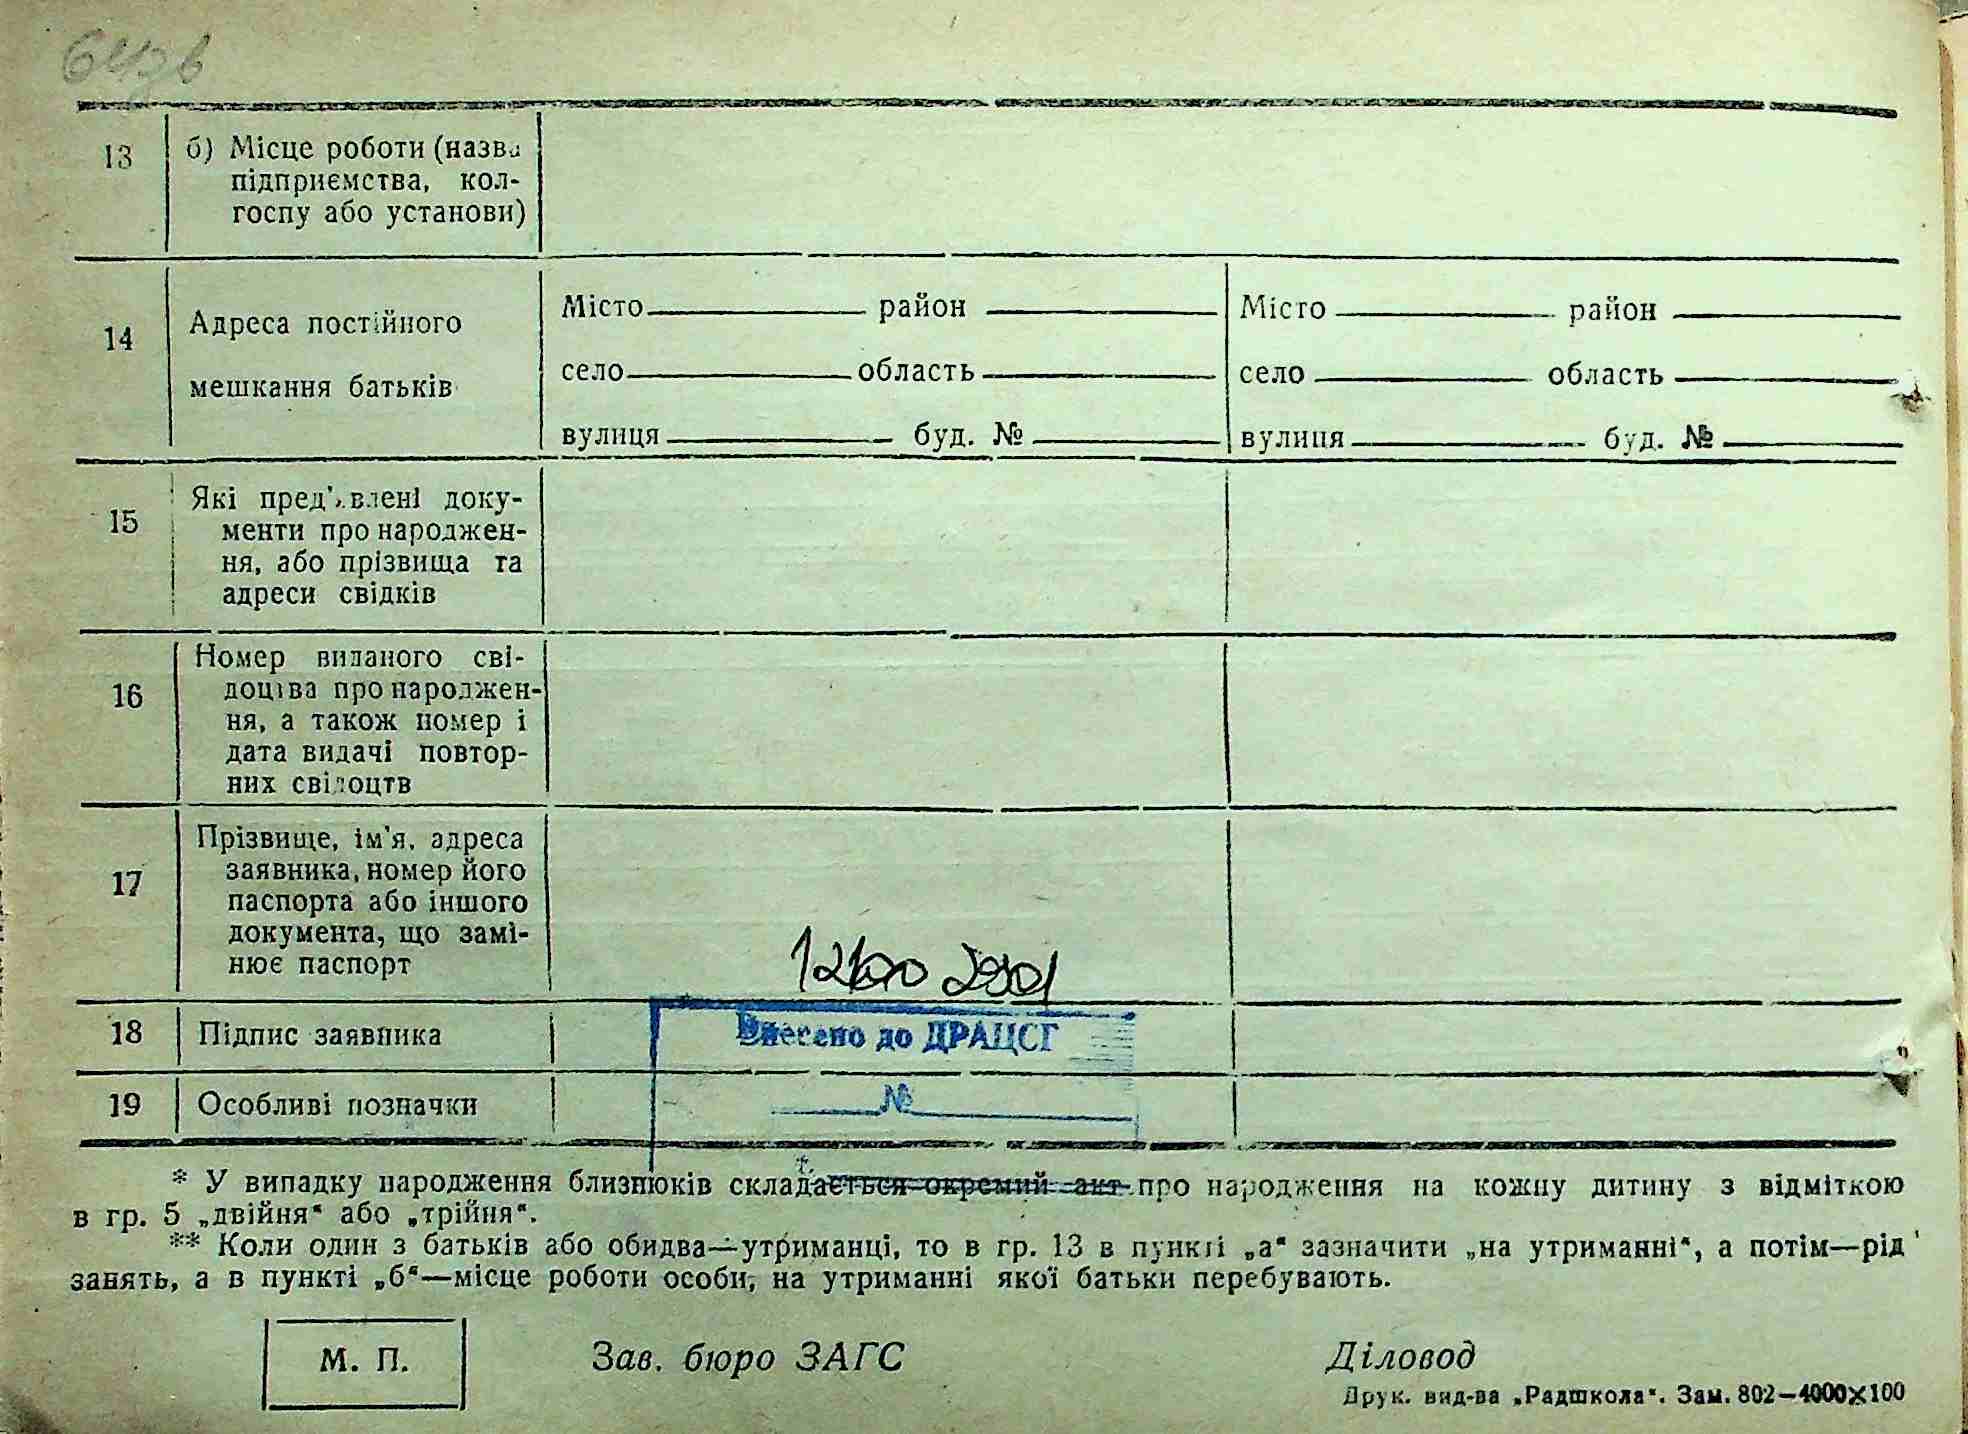 13 б) Місце роботи (назва
підприємства, кол-
госпу або установи)
14 Адреса постійного
мешкання батьків
Місто район
село область
вулиця буд. №
Місто район
село область
вулиця буд. №
15 Які пред'явлені доку-
менти про народжен-
ня, або прізвища та
адреси свідків
16 Номер виданого сві-
доцтва про народжен-
ня, а також номер і
дата видачі повтор-
них свідоцтв
17 Прізвище, ім'я, адреса
заявника, номер його
паспорта або іншого
документа, що замі-
нює паспорт
18 Підпис заявника
Внесено до ДРАЦСГ
№
19 Особливі позначки
* У випадку народження близнюків складається окремий акт про народження на кожну дитину з відміткою
в гр. 5 „двійня“ або „трійня“.
** Коли один з батьків або обидва—утриманці, то в гр. 13 в пункті „а“ зазначити „на утриманні“, а потім—рід
занять, а в пункті „б“—місце роботи особи, на утриманні якої батьки перебувають.
М. П. Зав. бюро ЗАГС Діловод
Друк. вид-ва „Радшкола“. Зам. 802—4000×100